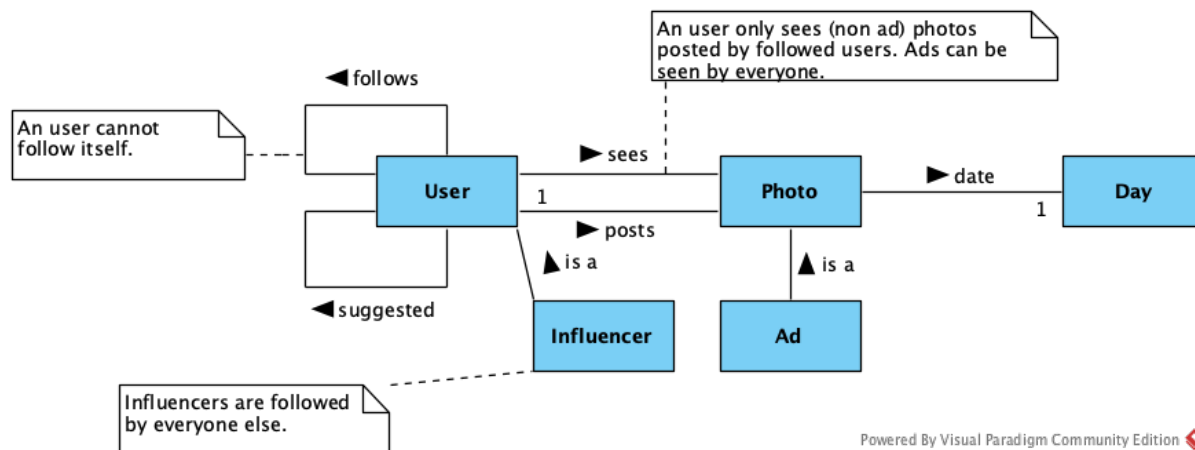 An user only sees (non ad) photos
posted by followed users. Ads can be
seen by everyone.
follows
An user cannot
follow itself.
sees
User
1
Photo
date
1
Day
posts
is a
is a
suggested
Influencer
Ad
Influencers are followed
by everyone else.
Powered By Visual Paradigm Community Edition